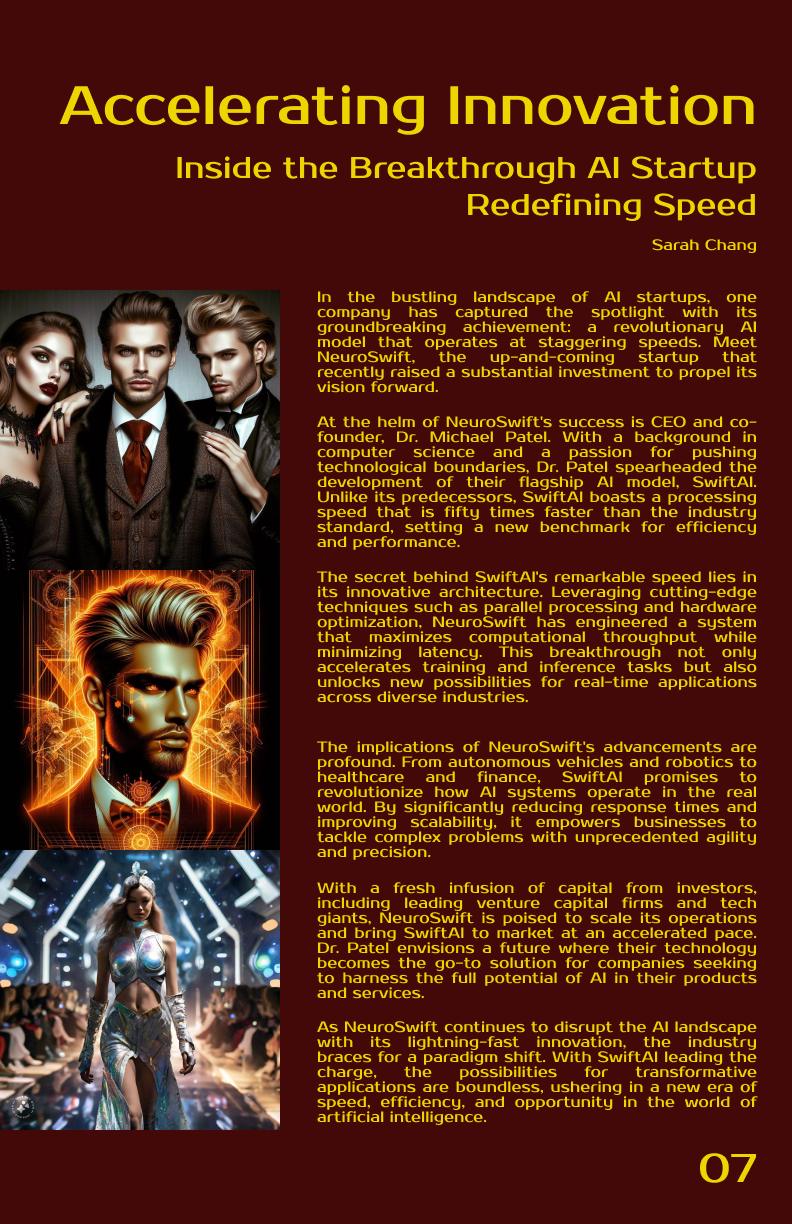 Accelerating Innovation
Inside the Breakthrough AI Startup
Redefining Speed
Sarah Chang
In the bustling landscape of AI startups, one
company has captured the spotlight with its
groundbreaking achievement: a revolutionary AI
model that operates at staggering speeds. Meet
NeuroSwift, the up-and-coming startup that
recently raised a substantial investment to propel its
vision forward.
At the helm of NeuroSwift's success is CEO and co-
founder, Dr. Michael Patel. With a background in
computer science and a passion for pushing
technological boundaries, Dr. Patel spearheaded the
development of their flagship AI model, SwiftAI.
Unlike its predecessors, SwiftAI boasts a processing
speed that is fifty times faster than the industry
standard, setting a new benchmark for efficiency
and performance.
The secret behind SwiftAI's remarkable speed lies in
its innovative architecture. Leveraging cutting-edge
techniques such as parallel processing and hardware
optimization, NeuroSwift has engineered a system
that maximizes computational throughput while
minimizing latency. This breakthrough not only
accelerates training and inference tasks but also
unlocks new possibilities for real-time applications
across diverse industries.
The implications of NeuroSwift's advancements are
profound. From autonomous vehicles and robotics to
healthcare and finance, SwiftAI promises to
revolutionize how AI systems operate in the real
world. By significantly reducing response times and
improving scalability, it empowers businesses to
tackle complex problems with unprecedented agility
and precision.
With a fresh infusion of capital from investors,
including leading venture capital firms and tech
giants, NeuroSwift is poised to scale its operations
and bring SwiftAI to market at an accelerated pace.
Dr. Patel envisions a future where their technology
becomes the go-to solution for companies seeking
to harness the full potential of AI in their products
and services.
As NeuroSwift continues to disrupt the AI landscape
with its lightning-fast innovation, the industry
braces for a paradigm shift. With SwiftAI leading the
charge, the possibilities for transformative
applications are boundless, ushering in a new era of
speed, efficiency, and opportunity in the world of
artificial intelligence.
07